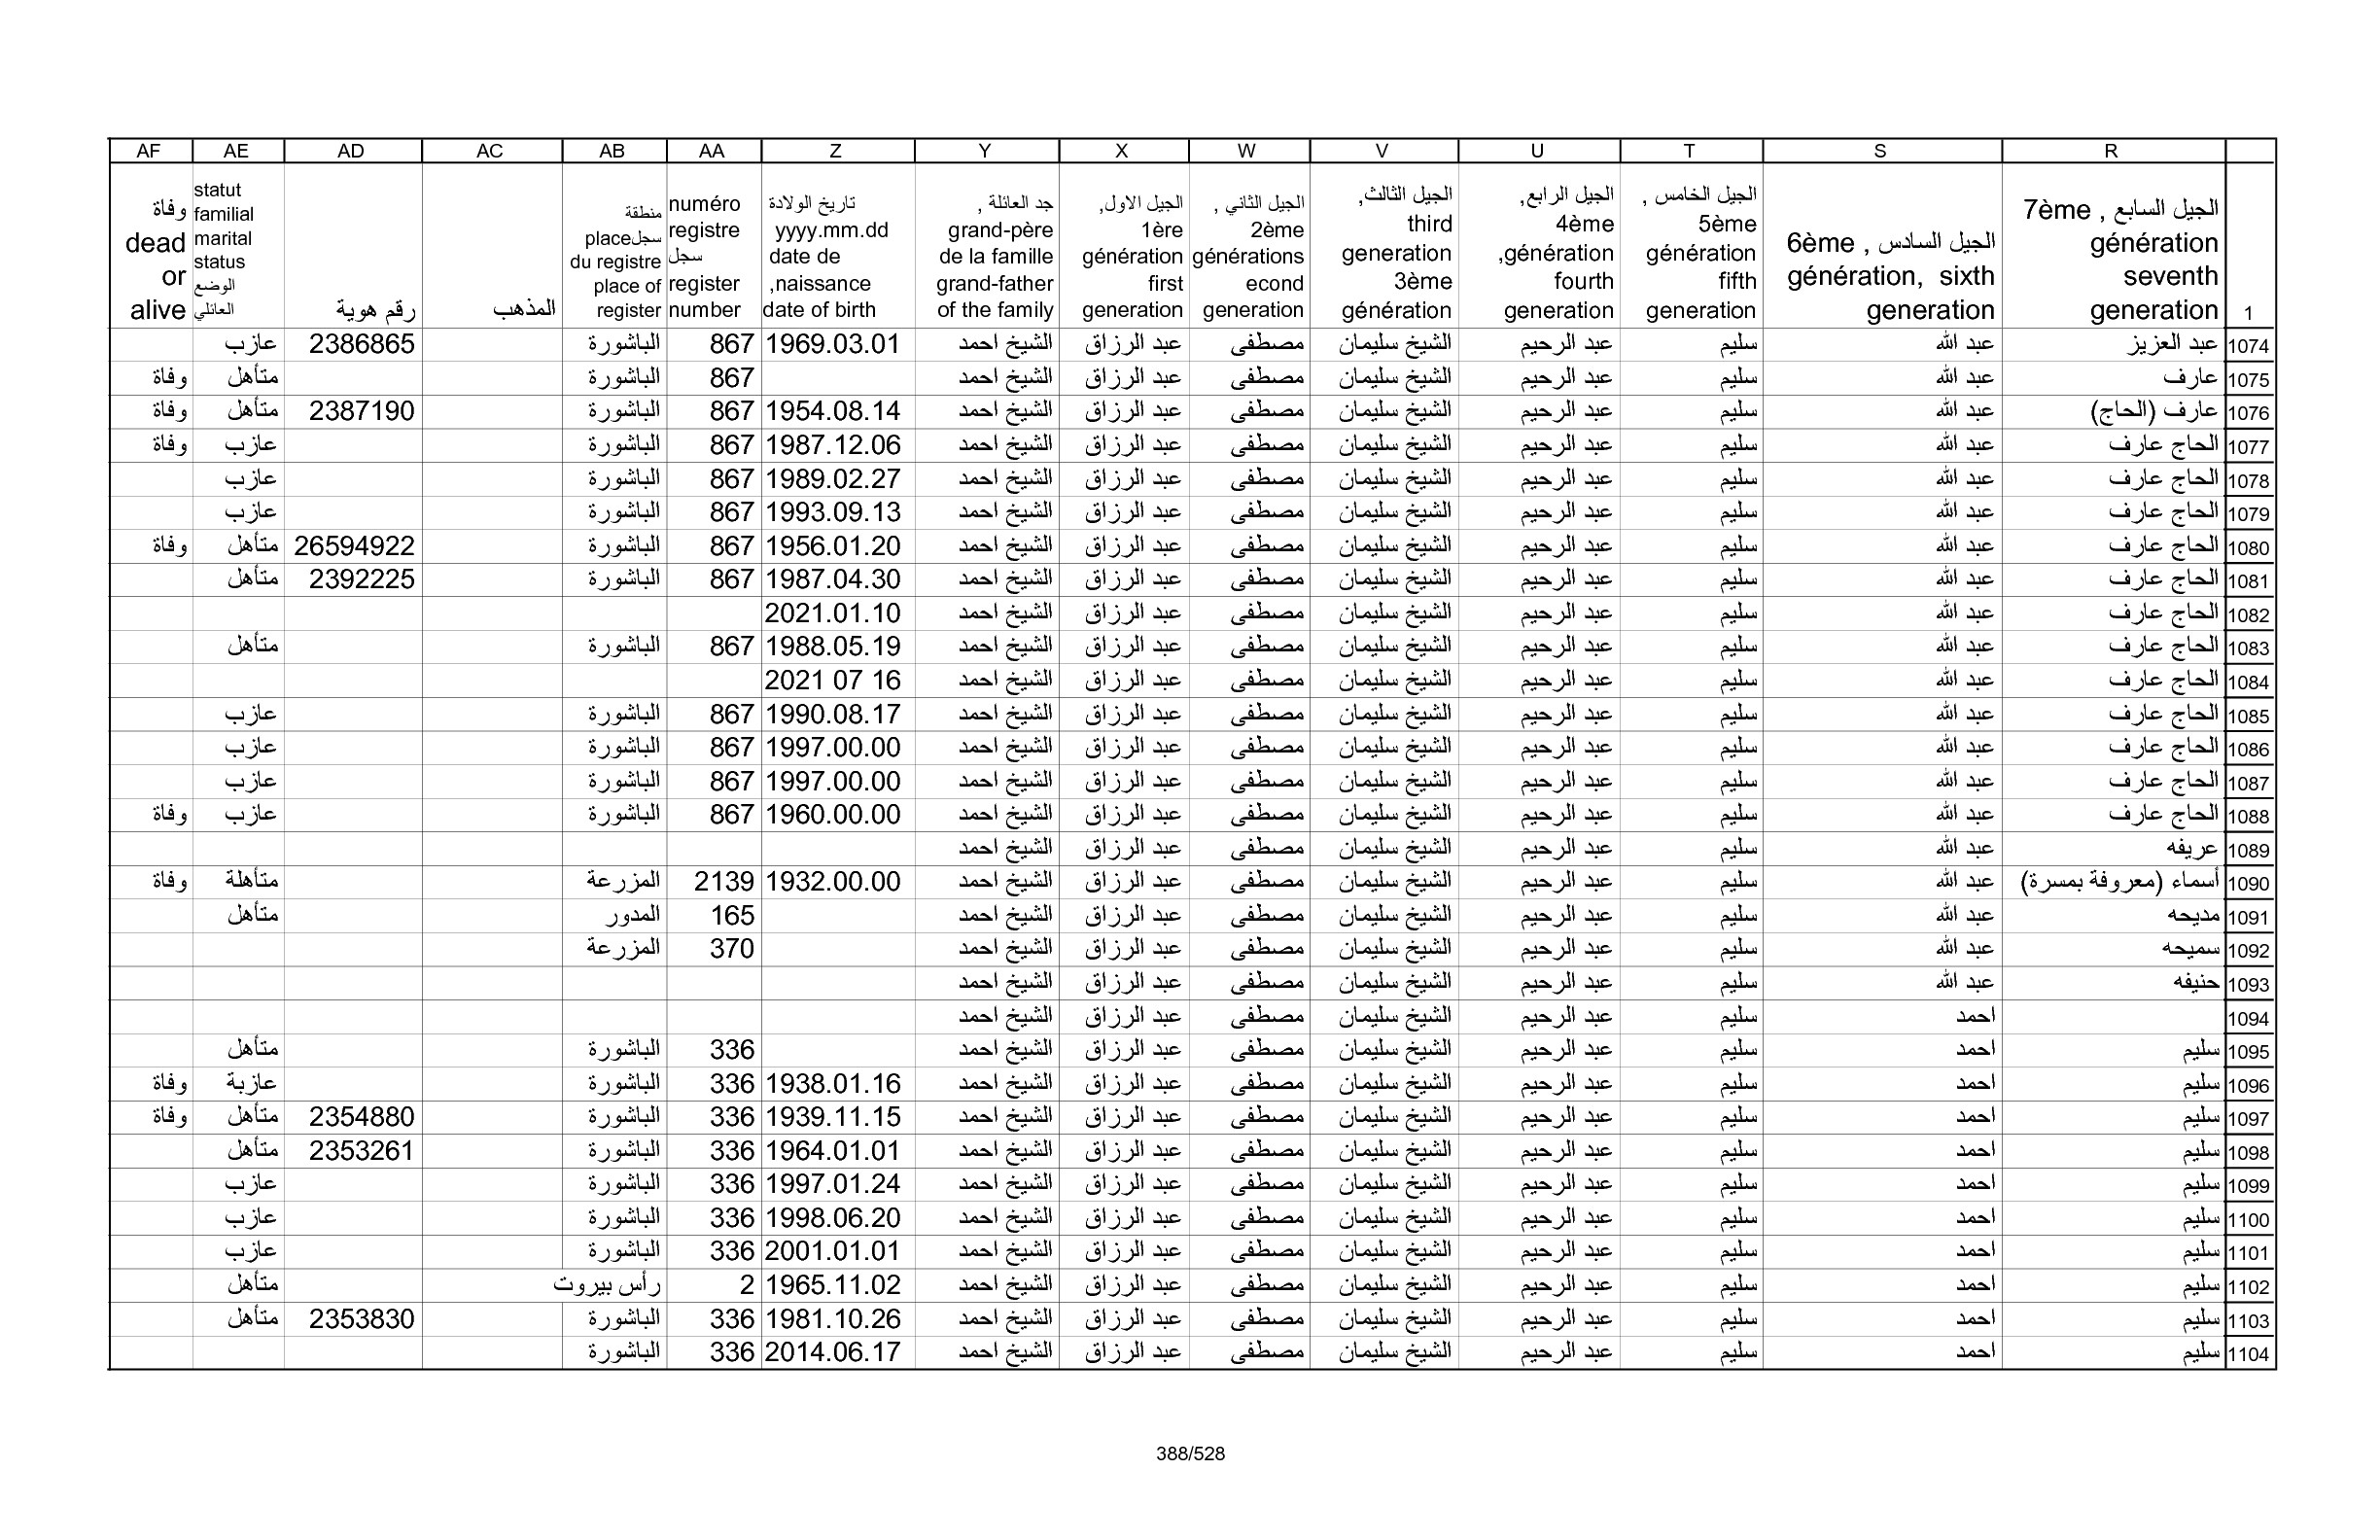 R S T U V W X Y Z AA AB AC AD AE AF
1 الجيل السابع , 7ème génération seventh generation الجيل السادس , 6ème génération, sixth generation الجيل الخامس , 5ème génération fifth generation الجيل الرابع, 4ème génération, fourth generation الجيل الثالث, third generation 3ème génération الجيل الثاني , 2ème générations econd generation الجيل الاول, 1ère génération first generation جد العائلة , grand-père de la famille grand-father of the family تاريخ الولادة yyyy.mm.dd date de naissance, date of birth numéro registre سجل register number منطقة سجل place du registre place of register المذهب رقم هوية statut familial marital status الوضع العائلي وفاة dead or alive
1074 عبد العزيز عبد الله سليم عبد الرحيم الشيخ سليمان مصطفى عبد الرزاق الشيخ احمد 1969.03.01 867 الباشورة 2386865 عازب
1075 عارف عبد الله سليم عبد الرحيم الشيخ سليمان مصطفى عبد الرزاق الشيخ احمد 867 الباشورة متأهل وفاة
1076 عارف (الحاج) عبد الله سليم عبد الرحيم الشيخ سليمان مصطفى عبد الرزاق الشيخ احمد 1954.08.14 867 الباشورة 2387190 متأهل وفاة
1077 الحاج عارف عبد الله سليم عبد الرحيم الشيخ سليمان مصطفى عبد الرزاق الشيخ احمد 1987.12.06 867 الباشورة عازب وفاة
1078 الحاج عارف عبد الله سليم عبد الرحيم الشيخ سليمان مصطفى عبد الرزاق الشيخ احمد 1989.02.27 867 الباشورة عازب
1079 الحاج عارف عبد الله سليم عبد الرحيم الشيخ سليمان مصطفى عبد الرزاق الشيخ احمد 1993.09.13 867 الباشورة عازب
1080 الحاج عارف عبد الله سليم عبد الرحيم الشيخ سليمان مصطفى عبد الرزاق الشيخ احمد 1956.01.20 867 الباشورة 26594922 متأهل وفاة
1081 الحاج عارف عبد الله سليم عبد الرحيم الشيخ سليمان مصطفى عبد الرزاق الشيخ احمد 1987.04.30 867 الباشورة 2392225 متأهل
1082 الحاج عارف عبد الله سليم عبد الرحيم الشيخ سليمان مصطفى عبد الرزاق الشيخ احمد 2021.01.10
1083 الحاج عارف عبد الله سليم عبد الرحيم الشيخ سليمان مصطفى عبد الرزاق الشيخ احمد 1988.05.19 867 الباشورة متأهل
1084 الحاج عارف عبد الله سليم عبد الرحيم الشيخ سليمان مصطفى عبد الرزاق الشيخ احمد 2021 07 16
1085 الحاج عارف عبد الله سليم عبد الرحيم الشيخ سليمان مصطفى عبد الرزاق الشيخ احمد 1990.08.17 867 الباشورة عازب
1086 الحاج عارف عبد الله سليم عبد الرحيم الشيخ سليمان مصطفى عبد الرزاق الشيخ احمد 1997.00.00 867 الباشورة عازب
1087 الحاج عارف عبد الله سليم عبد الرحيم الشيخ سليمان مصطفى عبد الرزاق الشيخ احمد 1997.00.00 867 الباشورة عازب
1088 الحاج عارف عبد الله سليم عبد الرحيم الشيخ سليمان مصطفى عبد الرزاق الشيخ احمد 1960.00.00 867 الباشورة عازب وفاة
1089 عريفه عبد الله سليم عبد الرحيم الشيخ سليمان مصطفى عبد الرزاق الشيخ احمد
1090 أسماء (معروفة بمسرة) عبد الله سليم عبد الرحيم الشيخ سليمان مصطفى عبد الرزاق الشيخ احمد 1932.00.00 2139 المزرعة متأهلة وفاة
1091 مديحه عبد الله سليم عبد الرحيم الشيخ سليمان مصطفى عبد الرزاق الشيخ احمد 165 المدور متأهل
1092 سميحه عبد الله سليم عبد الرحيم الشيخ سليمان مصطفى عبد الرزاق الشيخ احمد 370 المزرعة
1093 حنيفه عبد الله سليم عبد الرحيم الشيخ سليمان مصطفى عبد الرزاق الشيخ احمد
1094 احمد سليم عبد الرحيم الشيخ سليمان مصطفى عبد الرزاق الشيخ احمد
1095 سليم احمد سليم عبد الرحيم الشيخ سليمان مصطفى عبد الرزاق الشيخ احمد 336 الباشورة متأهل
1096 سليم احمد سليم عبد الرحيم الشيخ سليمان مصطفى عبد الرزاق الشيخ احمد 1938.01.16 336 الباشورة عازبة وفاة
1097 سليم احمد سليم عبد الرحيم الشيخ سليمان مصطفى عبد الرزاق الشيخ احمد 1939.11.15 336 الباشورة 2354880 متأهل وفاة
1098 سليم احمد سليم عبد الرحيم الشيخ سليمان مصطفى عبد الرزاق الشيخ احمد 1964.01.01 336 الباشورة 2353261 متأهل
1099 سليم احمد سليم عبد الرحيم الشيخ سليمان مصطفى عبد الرزاق الشيخ احمد 1997.01.24 336 الباشورة عازب
1100 سليم احمد سليم عبد الرحيم الشيخ سليمان مصطفى عبد الرزاق الشيخ احمد 1998.06.20 336 الباشورة عازب
1101 سليم احمد سليم عبد الرحيم الشيخ سليمان مصطفى عبد الرزاق الشيخ احمد 2001.01.01 336 الباشورة عازب
1102 سليم احمد سليم عبد الرحيم الشيخ سليمان مصطفى عبد الرزاق الشيخ احمد 1965.11.02 2 رأس بيروت متأهل
1103 سليم احمد سليم عبد الرحيم الشيخ سليمان مصطفى عبد الرزاق الشيخ احمد 1981.10.26 336 الباشورة 2353830 متأهل
1104 سليم احمد سليم عبد الرحيم الشيخ سليمان مصطفى عبد الرزاق الشيخ احمد 2014.06.17 336 الباشورة
388/528